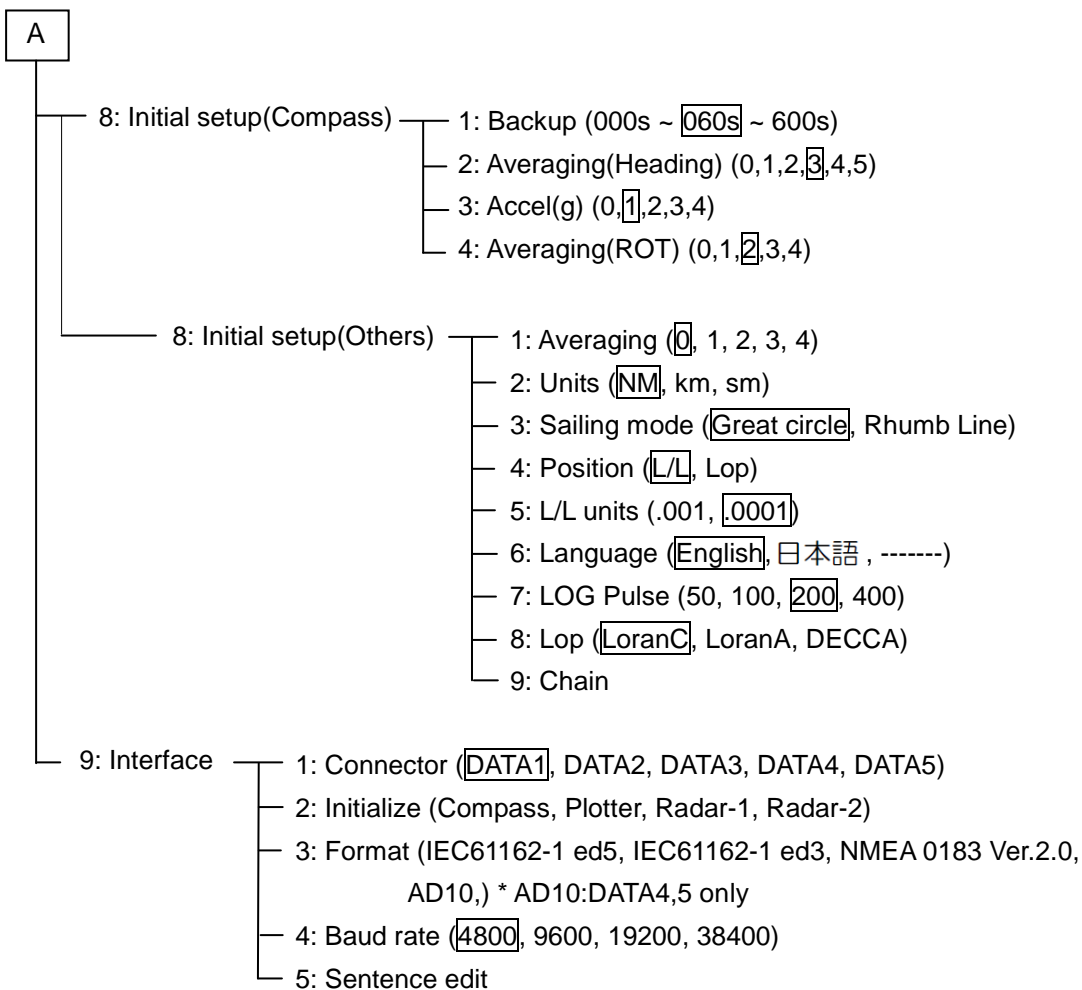 A
8: Initial setup(Compass)
1: Backup (000s ~ 060s ~ 600s)
2: Averaging(Heading) (0,1,2,3,4,5)
3: Accel(g) (0,1,2,3,4)
4: Averaging(ROT) (0,1,2,3,4)
8: Initial setup(Others)
1: Averaging (0, 1, 2, 3, 4)
2: Units (NM, km, sm)
3: Sailing mode (Great circle, Rhumb Line)
4: Position (L/L, Lop)
5: L/L units (.001, .0001)
6: Language (English, 日本語 , -------)
7: LOG Pulse (50, 100, 200, 400)
8: Lop (LoranC, LoranA, DECCA)
9: Chain
9: Interface
1: Connector (DATA1, DATA2, DATA3, DATA4, DATA5)
2: Initialize (Compass, Plotter, Radar-1, Radar-2)
3: Format (IEC61162-1 ed5, IEC61162-1 ed3, NMEA 0183 Ver.2.0,
AD10,) * AD10:DATA4,5 only
4: Baud rate (4800, 9600, 19200, 38400)
5: Sentence edit